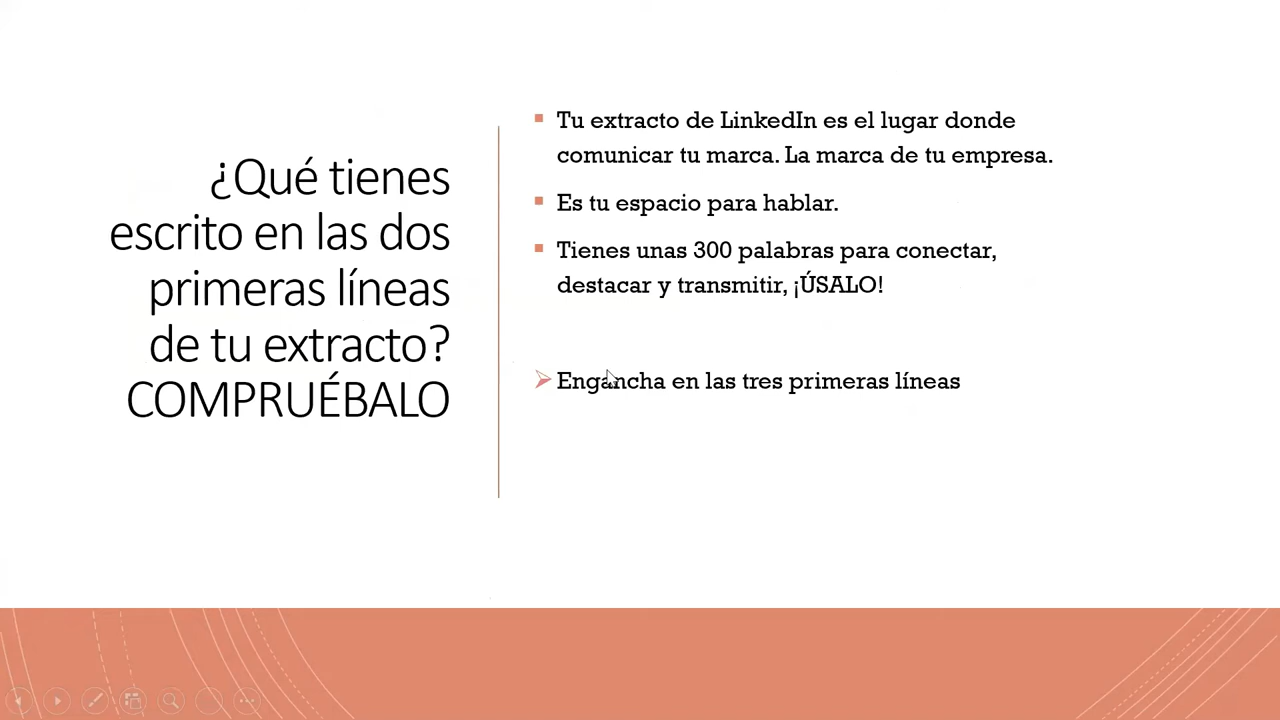 ¿Qué tienes
escrito en las dos
primeras líneas
de tu extracto?
COMPRUÉBALO
Tu extracto de LinkedIn es el lugar donde
comunicar tu marca. La marca de tu empresa.
Es tu espacio para hablar.
Tienes unas 300 palabras para conectar,
destacar y transmitir, ¡ÚSALO!
Engancha en las tres primeras líneas